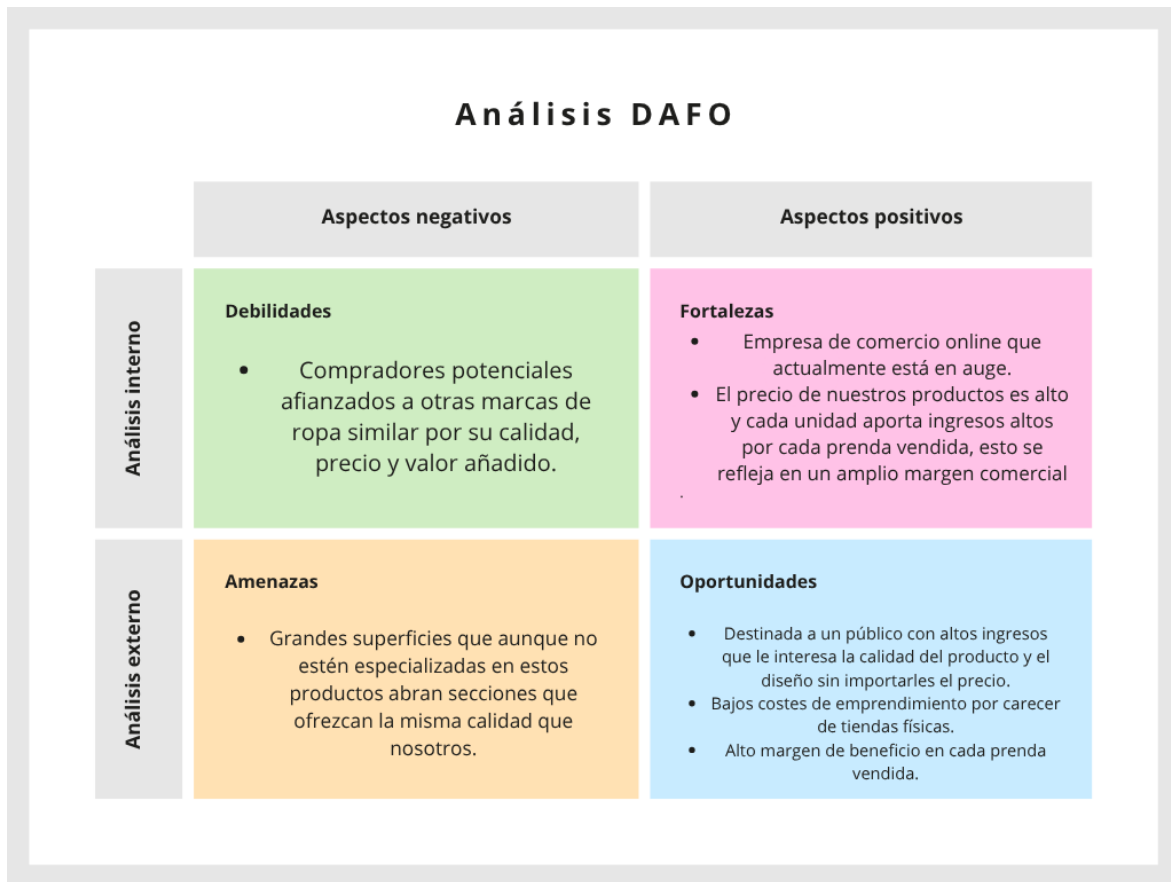 Análisis DAFO
Aspectos negativos
Aspectos positivos
Análisis interno
Debilidades
• Compradores potenciales
afianzados a otras marcas de
ropa similar por su calidad,
precio y valor añadido.
Fortalezas
• Empresa de comercio online que
actualmente está en auge.
• El precio de nuestros productos es alto
y cada unidad aporta ingresos altos
por cada prenda vendida, esto se
refleja en un amplio margen comercial
.
Análisis externo
Amenazas
• Grandes superficies que aunque no
estén especializadas en estos
productos abran secciones que
ofrezcan la misma calidad que
nosotros.
Oportunidades
• Destinada a un público con altos ingresos
que le interesa la calidad del producto y el
diseño sin importarles el precio.
• Bajos costes de emprendimiento por carecer
de tiendas físicas.
• Alto margen de beneficio en cada prenda
vendida.